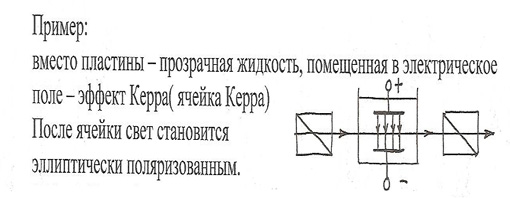 Пример:
вместо пластины – прозрачная жидкость, помещенная в электрическое
поле – эффект Керра( ячейка Керра)
После ячейки свет становится
эллиптически поляризованным.
+
-